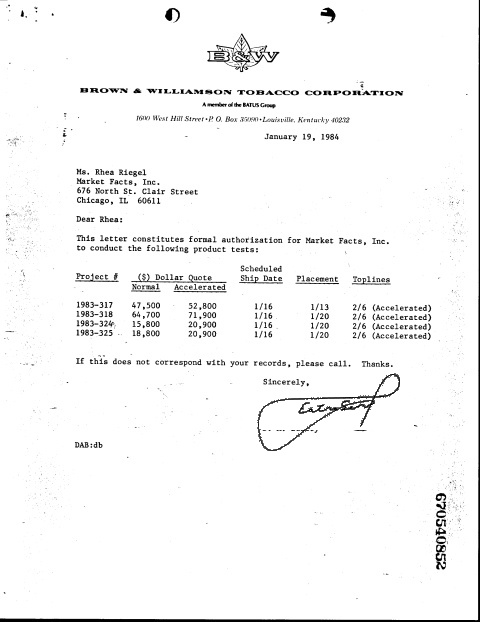 B&W
BROWN & WILLIAMSON TOBACCO CORPORATION
A member of the BATUS Group
1600 West Hill Street • P. O. Box 35090 • Louisville, Kentucky 40232
January 19, 1984
Ms. Rhea Riegel
Market Facts, Inc.
676 North St. Clair Street
Chicago, IL 60611
Dear Rhea:
This letter constitutes formal authorization for Market Facts, Inc.
to conduct the following product tests:
Scheduled
Project # ($) Dollar Quote Ship Date Placement Toplines
Normal Accelerated
1983-317 47,500 52,800 1/16 1/13 2/6 (Accelerated)
1983-318 64,700 71,900 1/16 1/20 2/6 (Accelerated)
1983-324 15,800 20,900 1/16 1/20 2/6 (Accelerated)
1983-325 18,800 20,900 1/16 1/20 2/6 (Accelerated)
If this does not correspond with your records, please call. Thanks.
Sincerely,
DAB:db
670540852